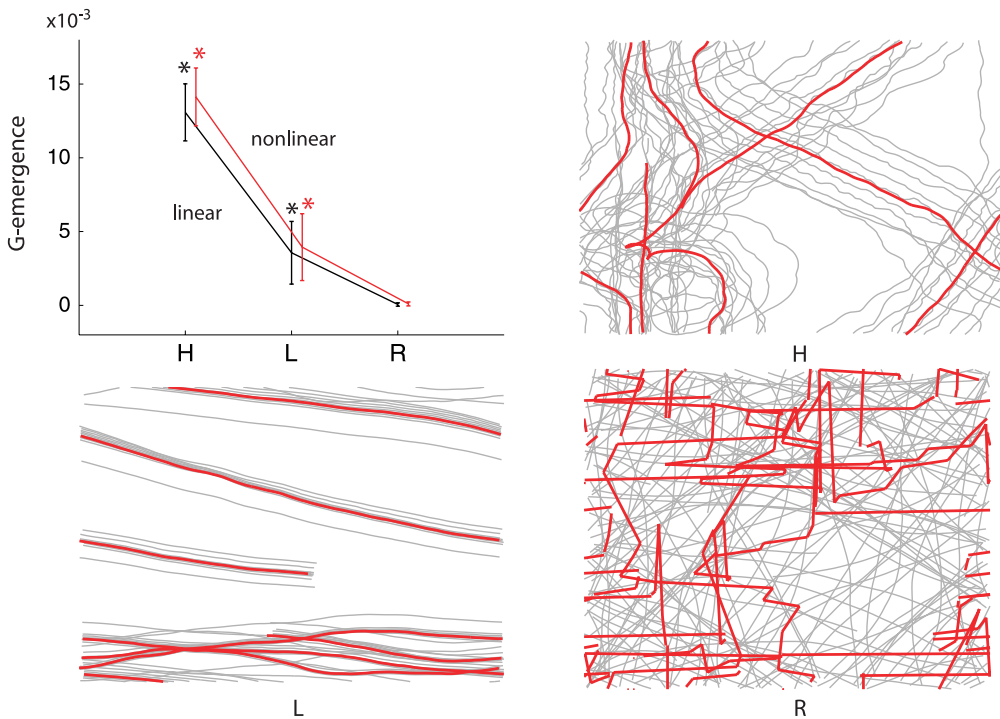 x10⁻³
G-emergence
15
10
5
0
* *
* *
nonlinear
linear
H L R
H
L
R